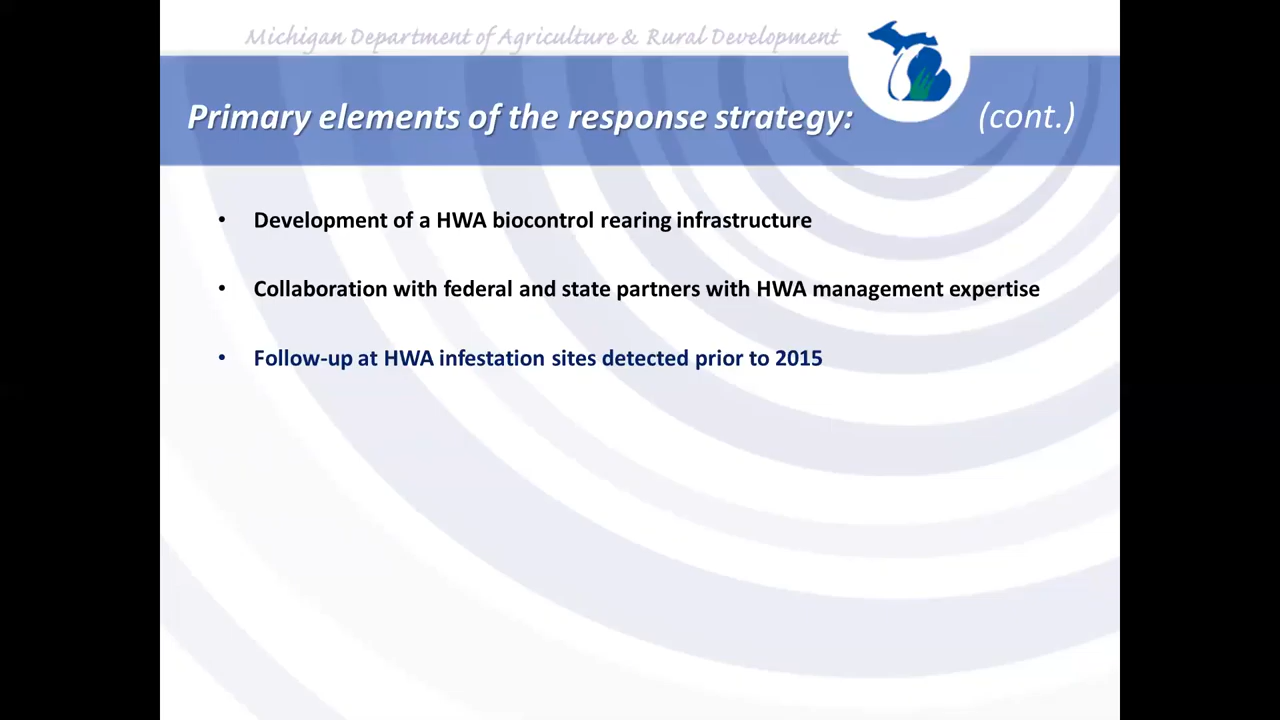 Michigan Department of Agriculture & Rural Development
Primary elements of the response strategy: (cont.)
• Development of a HWA biocontrol rearing infrastructure
• Collaboration with federal and state partners with HWA management expertise
• Follow-up at HWA infestation sites detected prior to 2015